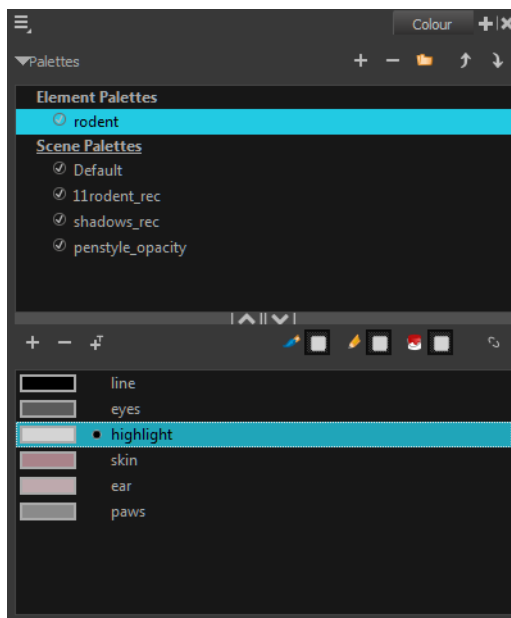 Colour
Palettes
Element Palettes
rodent
Scene Palettes
Default
11rodent_rec
shadows_rec
penstyle_opacity
line
eyes
highlight
skin
ear
paws